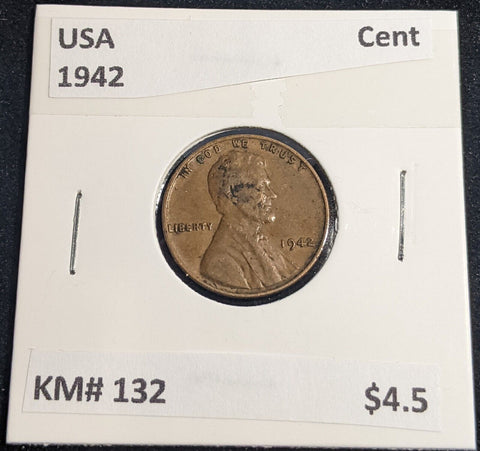 USA Cent
1942
IN GOD WE TRUST
LIBERTY 1942
KM# 132 $4.5